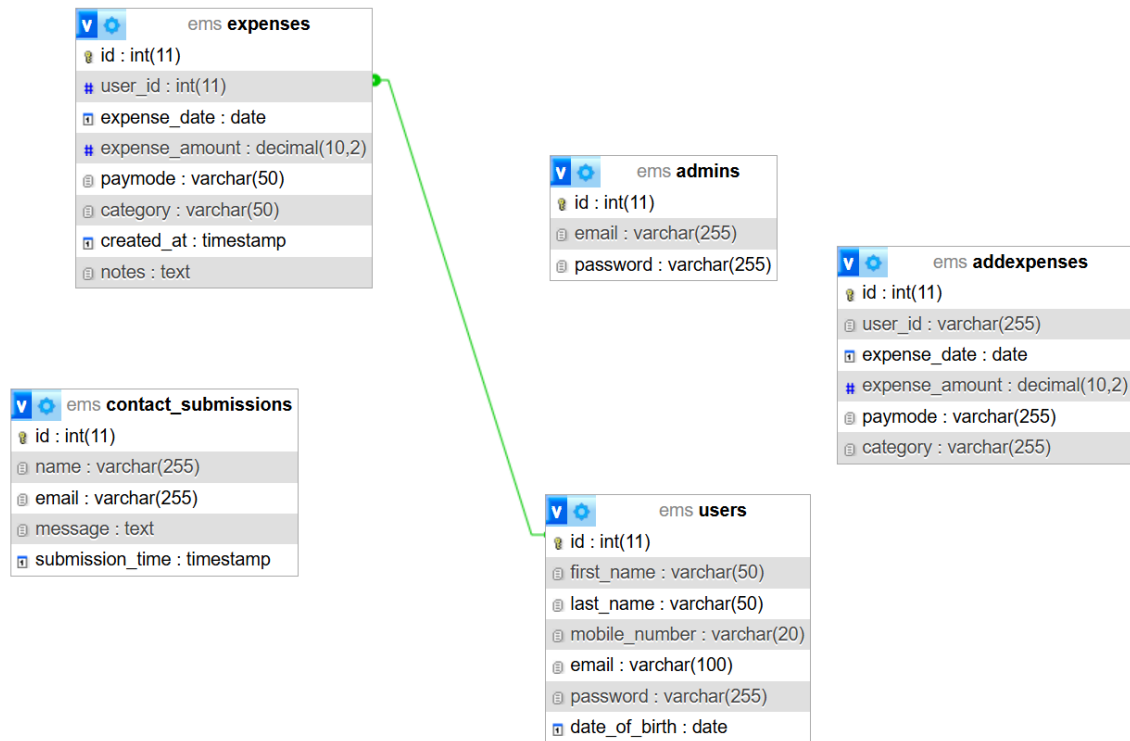 v ems expenses
id : int(11)
# user_id : int(11)
expense_date : date
# expense_amount : decimal(10,2)
paymode : varchar(50)
category : varchar(50)
created_at : timestamp
notes : text
v ems admins
id : int(11)
email : varchar(255)
password : varchar(255)
v ems addexpenses
id : int(11)
user_id : varchar(255)
expense_date : date
# expense_amount : decimal(10,2)
paymode : varchar(255)
category : varchar(255)
v ems contact_submissions
id : int(11)
name : varchar(255)
email : varchar(255)
message : text
submission_time : timestamp
v ems users
id : int(11)
first_name : varchar(50)
last_name : varchar(50)
mobile_number : varchar(20)
email : varchar(100)
password : varchar(255)
date_of_birth : date